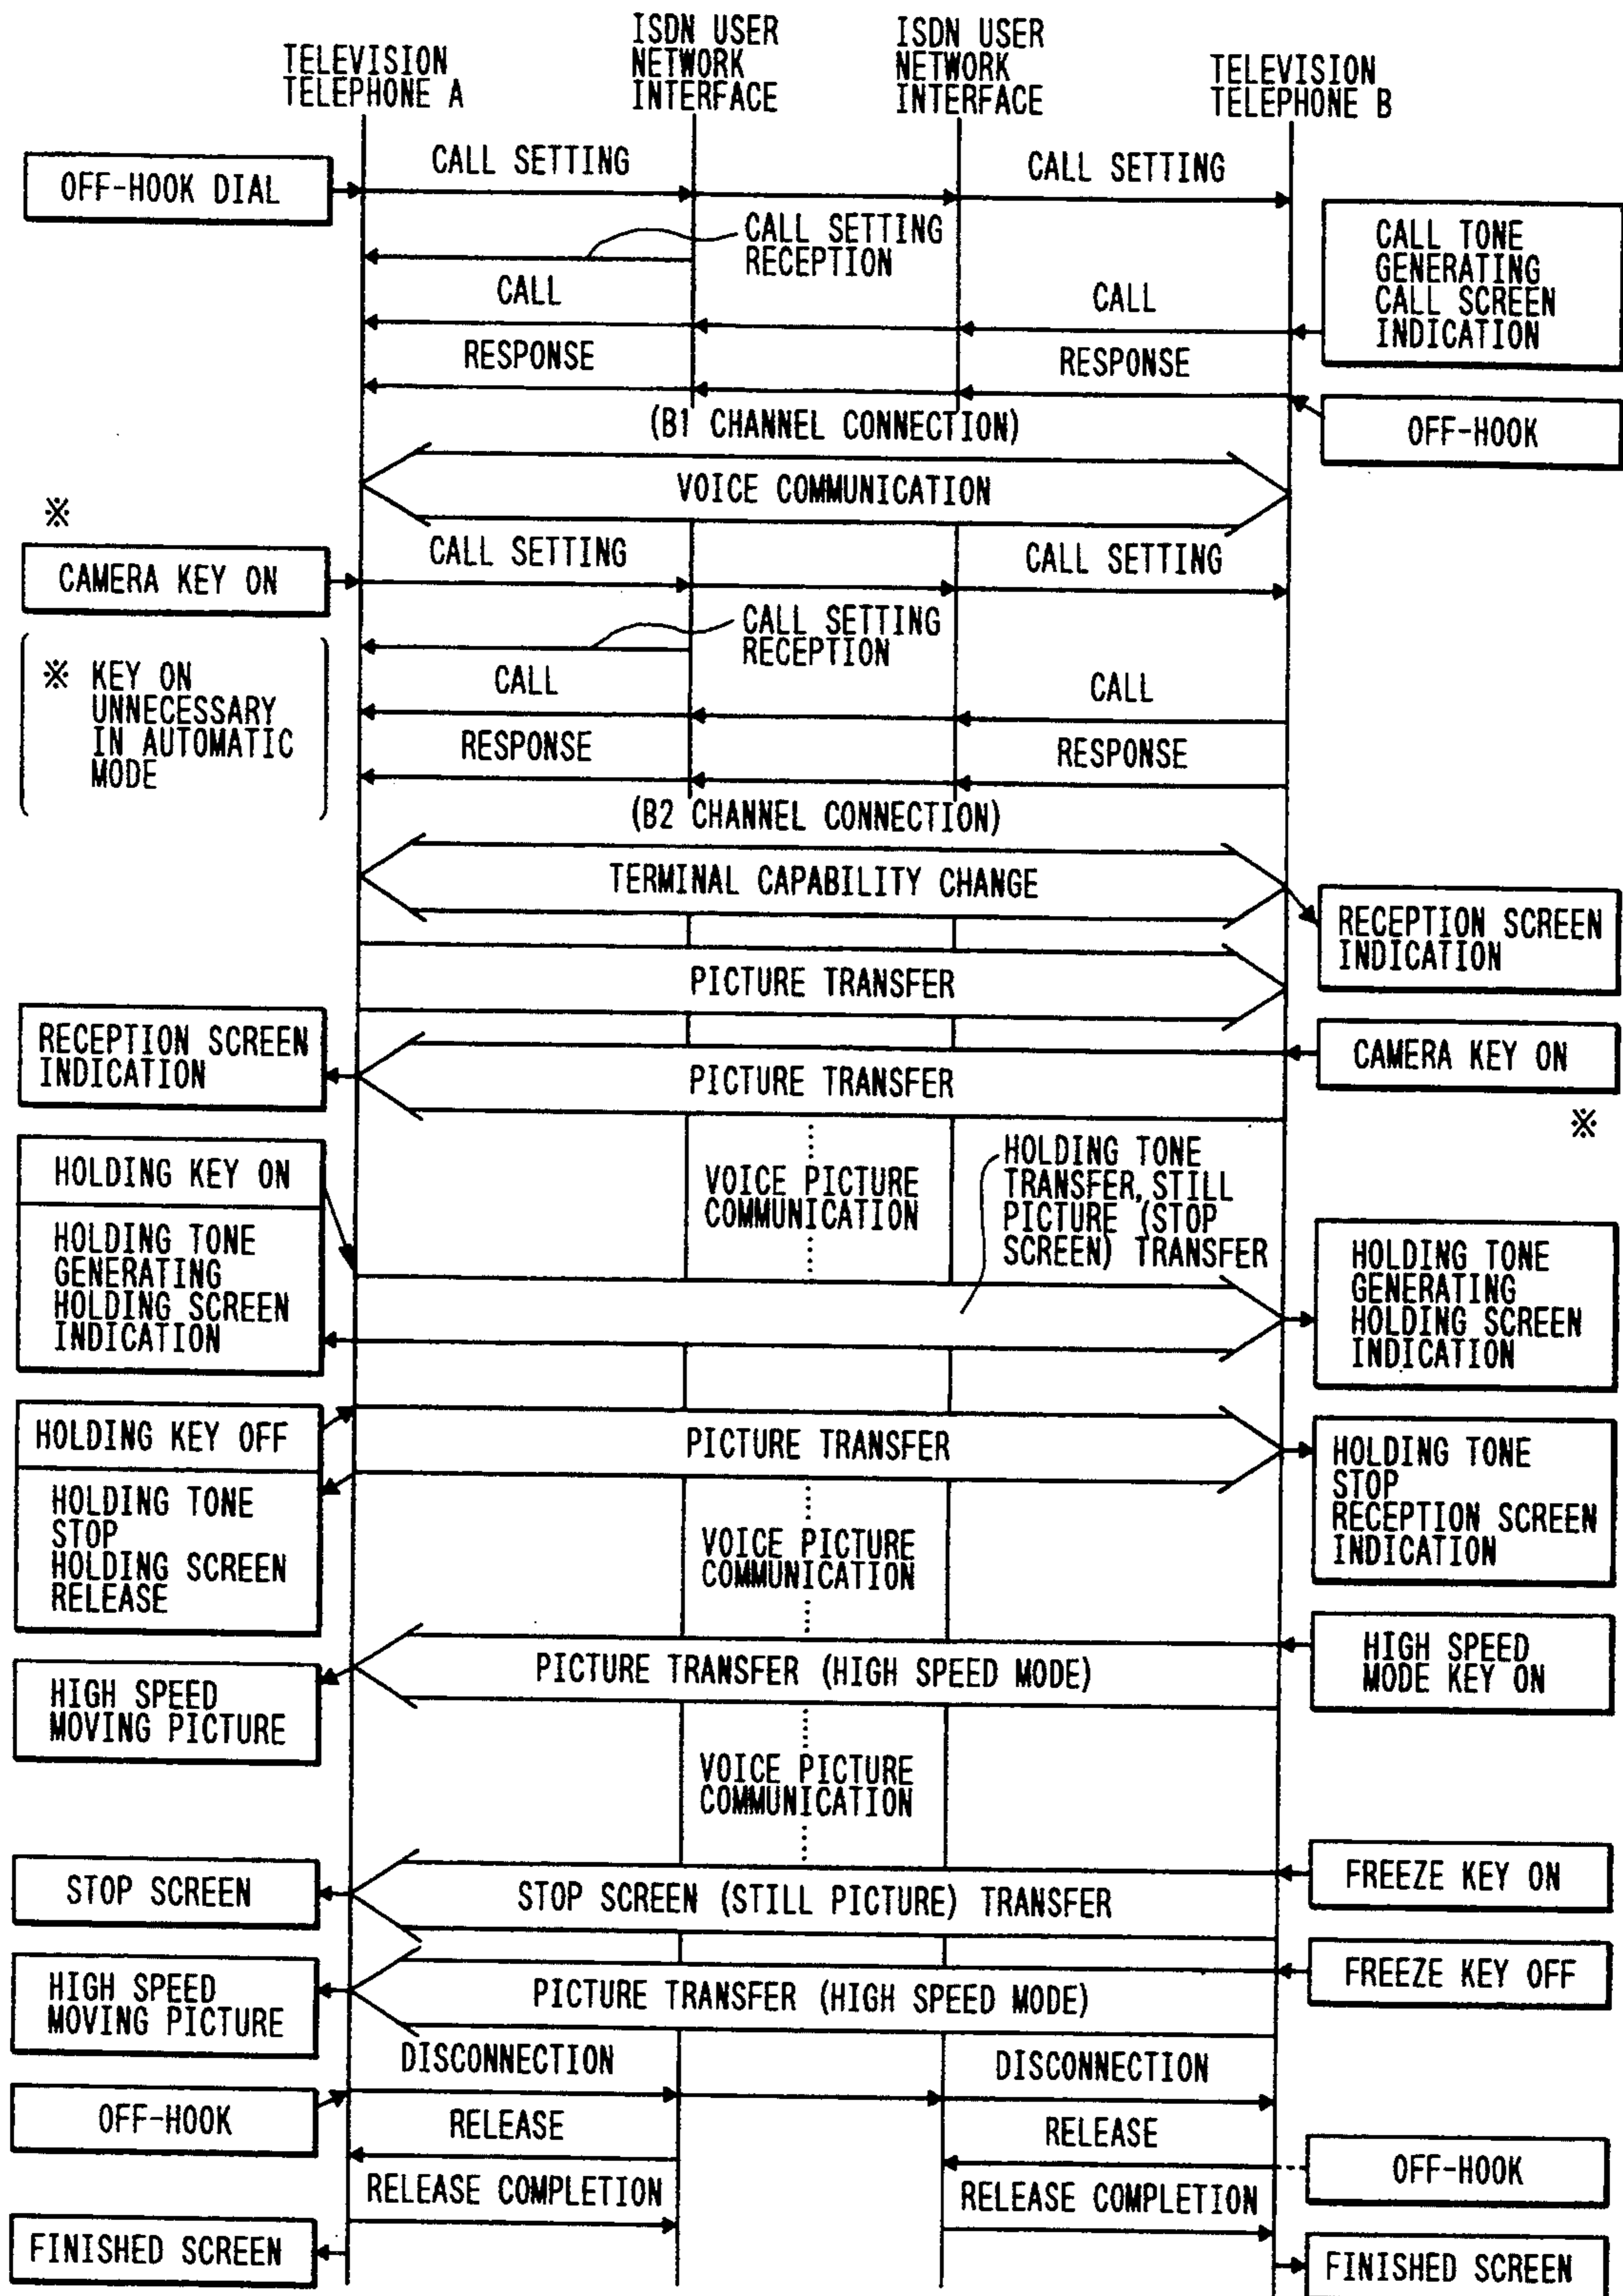 TELEVISION
TELEPHONE A
ISDN USER
NETWORK
INTERFACE
ISDN USER
NETWORK
INTERFACE
TELEVISION
TELEPHONE B
OFF-HOOK DIAL
CALL SETTING
CALL SETTING
CALL SETTING
RECEPTION
CALL TONE
GENERATING
CALL SCREEN
INDICATION
CALL
CALL
RESPONSE
RESPONSE
OFF-HOOK
(B1 CHANNEL CONNECTION)
VOICE COMMUNICATION
※
CAMERA KEY ON
CALL SETTING
CALL SETTING
CALL SETTING
RECEPTION
※ KEY ON
UNNECESSARY
IN AUTOMATIC
MODE
CALL
CALL
RESPONSE
RESPONSE
(B2 CHANNEL CONNECTION)
TERMINAL CAPABILITY CHANGE
RECEPTION SCREEN
INDICATION
PICTURE TRANSFER
RECEPTION SCREEN
INDICATION
CAMERA KEY ON
PICTURE TRANSFER
※
HOLDING KEY ON
HOLDING TONE
GENERATING
HOLDING SCREEN
INDICATION
VOICE PICTURE
COMMUNICATION
HOLDING TONE
TRANSFER, STILL
PICTURE (STOP
SCREEN) TRANSFER
HOLDING TONE
GENERATING
HOLDING SCREEN
INDICATION
HOLDING KEY OFF
HOLDING TONE
STOP
HOLDING SCREEN
RELEASE
PICTURE TRANSFER
HOLDING TONE
STOP
RECEPTION SCREEN
INDICATION
VOICE PICTURE
COMMUNICATION
HIGH SPEED
MODE KEY ON
PICTURE TRANSFER (HIGH SPEED MODE)
HIGH SPEED
MOVING PICTURE
VOICE PICTURE
COMMUNICATION
FREEZE KEY ON
STOP SCREEN
STOP SCREEN (STILL PICTURE) TRANSFER
FREEZE KEY OFF
HIGH SPEED
MOVING PICTURE
PICTURE TRANSFER (HIGH SPEED MODE)
DISCONNECTION
DISCONNECTION
OFF-HOOK
RELEASE
RELEASE
OFF-HOOK
RELEASE COMPLETION
RELEASE COMPLETION
FINISHED SCREEN
FINISHED SCREEN